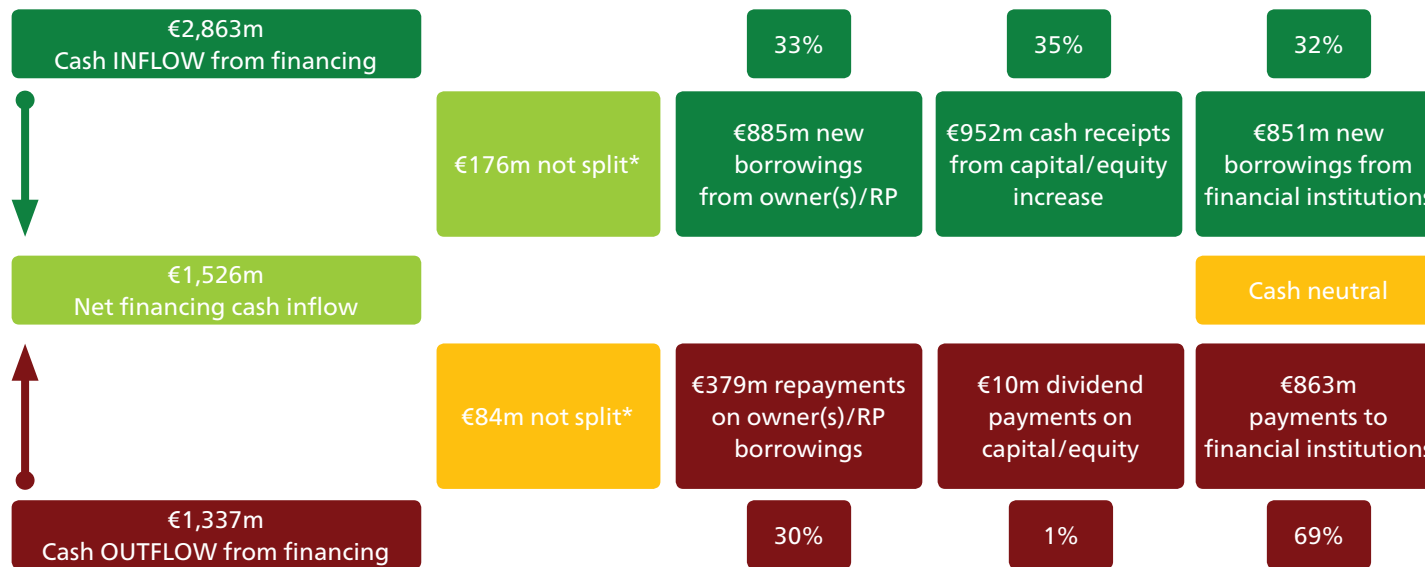 €2,863m
Cash INFLOW from financing
33%
35%
32%
€176m not split*
€885m new
borrowings
from owner(s)/RP
€952m cash receipts
from capital/equity
increase
€851m new
borrowings from
financial institutions
€1,526m
Net financing cash inflow
Cash neutral
€84m not split*
€379m repayments
on owner(s)/RP
borrowings
€10m dividend
payments on
capital/equity
€863m
payments to
financial institutions
€1,337m
Cash OUTFLOW from financing
30%
1%
69%